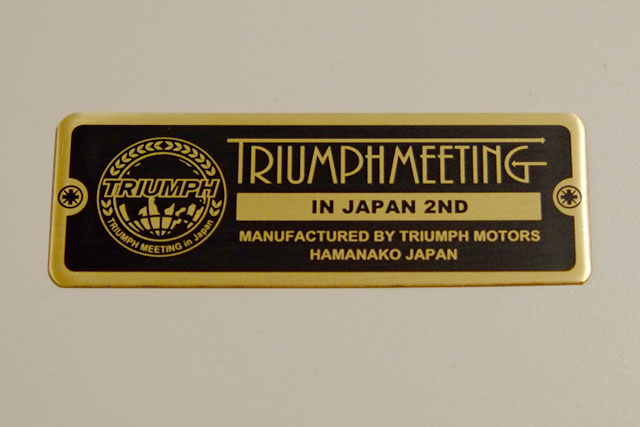 TRIUMPH
TRIUMPH MEETING in Japan
TRIUMPH MEETING
IN JAPAN 2ND
MANUFACTURED BY TRIUMPH MOTORS
HAMANAKO JAPAN